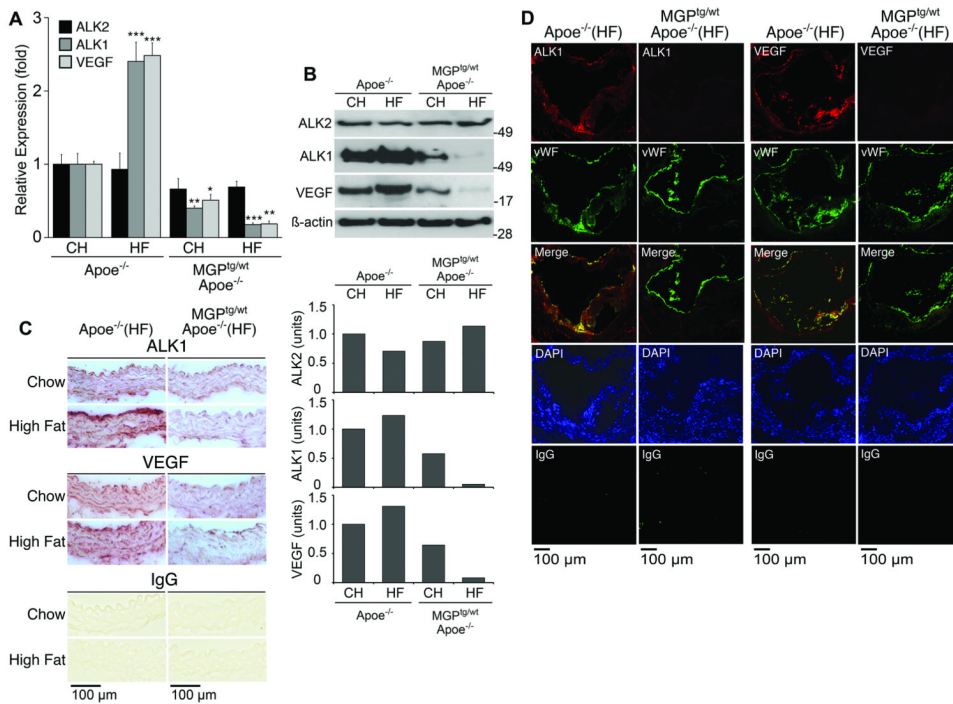 A
ALK2
ALK1
VEGF
Relative Expression (fold)
3
2
1
0
***
***
**
*
***
**
CH
HF
CH
HF
Apoe-/-
MGPtg/wt
Apoe-/-
B
Apoe-/-
MGPtg/wt
Apoe-/-
CH
HF
CH
HF
ALK2
-49
ALK1
-49
VEGF
-17
ß-actin
-28
ALK2 (units)
1.5
1.0
0.5
0
ALK1 (units)
1.5
1.0
0.5
0
VEGF (units)
1.5
1.0
0.5
0
CH
HF
CH
HF
Apoe-/-
MGPtg/wt
Apoe-/-
C
Apoe-/-(HF)
MGPtg/wt
Apoe-/-(HF)
ALK1
Chow
High Fat
VEGF
Chow
High Fat
IgG
Chow
High Fat
100 µm
100 µm
D
Apoe-/-(HF)
MGPtg/wt
Apoe-/-(HF)
Apoe-/-(HF)
MGPtg/wt
Apoe-/-(HF)
ALK1
ALK1
VEGF
VEGF
vWF
vWF
vWF
vWF
Merge
Merge
Merge
Merge
DAPI
DAPI
DAPI
DAPI
IgG
IgG
IgG
IgG
100 µm
100 µm
100 µm
100 µm